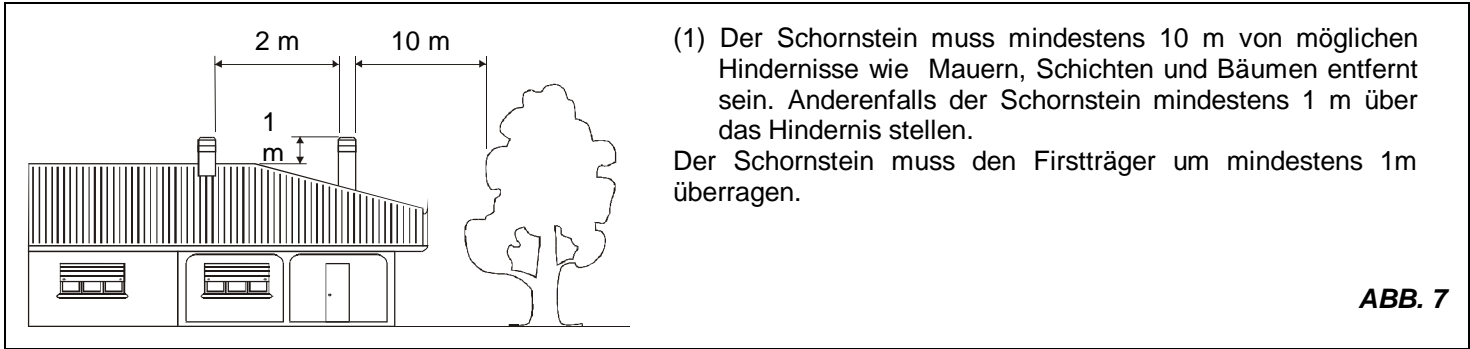 2 m
10 m
1
m
(1) Der Schornstein muss mindestens 10 m von möglichen
Hindernisse wie Mauern, Schichten und Bäumen entfernt
sein. Anderenfalls der Schornstein mindestens 1 m über
das Hindernis stellen.
Der Schornstein muss den Firstträger um mindestens 1m
überragen.
ABB. 7